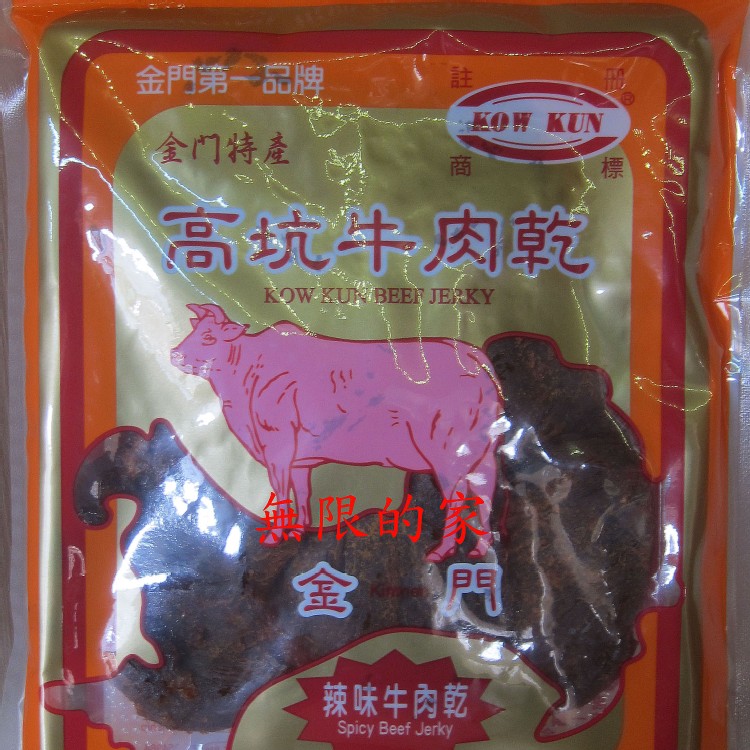 金門第一品牌
註冊
KOW KUN®
商標
金門特產
高坑牛肉乾
KOW KUN BEEF JERKY
無限的家
金門
Kinmen
辣味牛肉乾
Spicy Beef Jerky